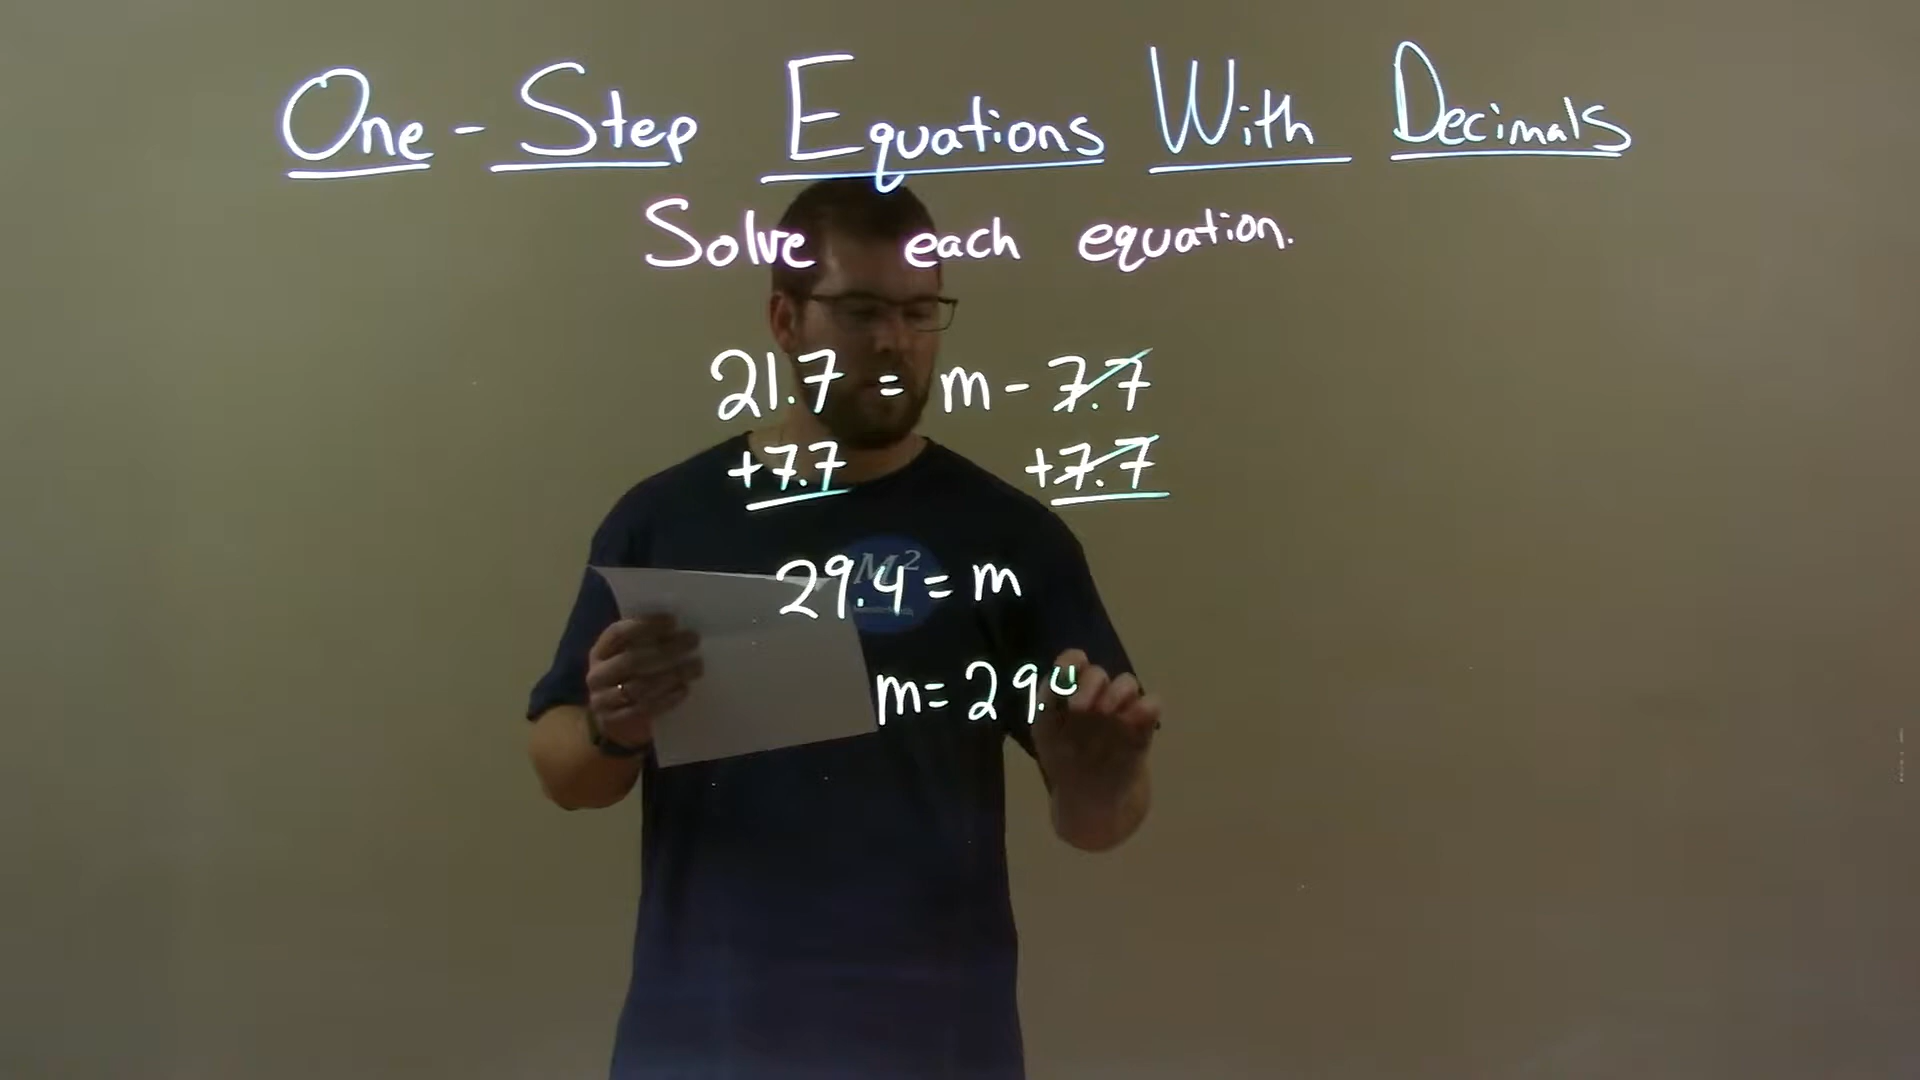 One-Step Equations With Decimals
Solve each equation.
21.7 = m - 7.7
+7.7 +7.7
M²
29.4 = m
m = 29.4